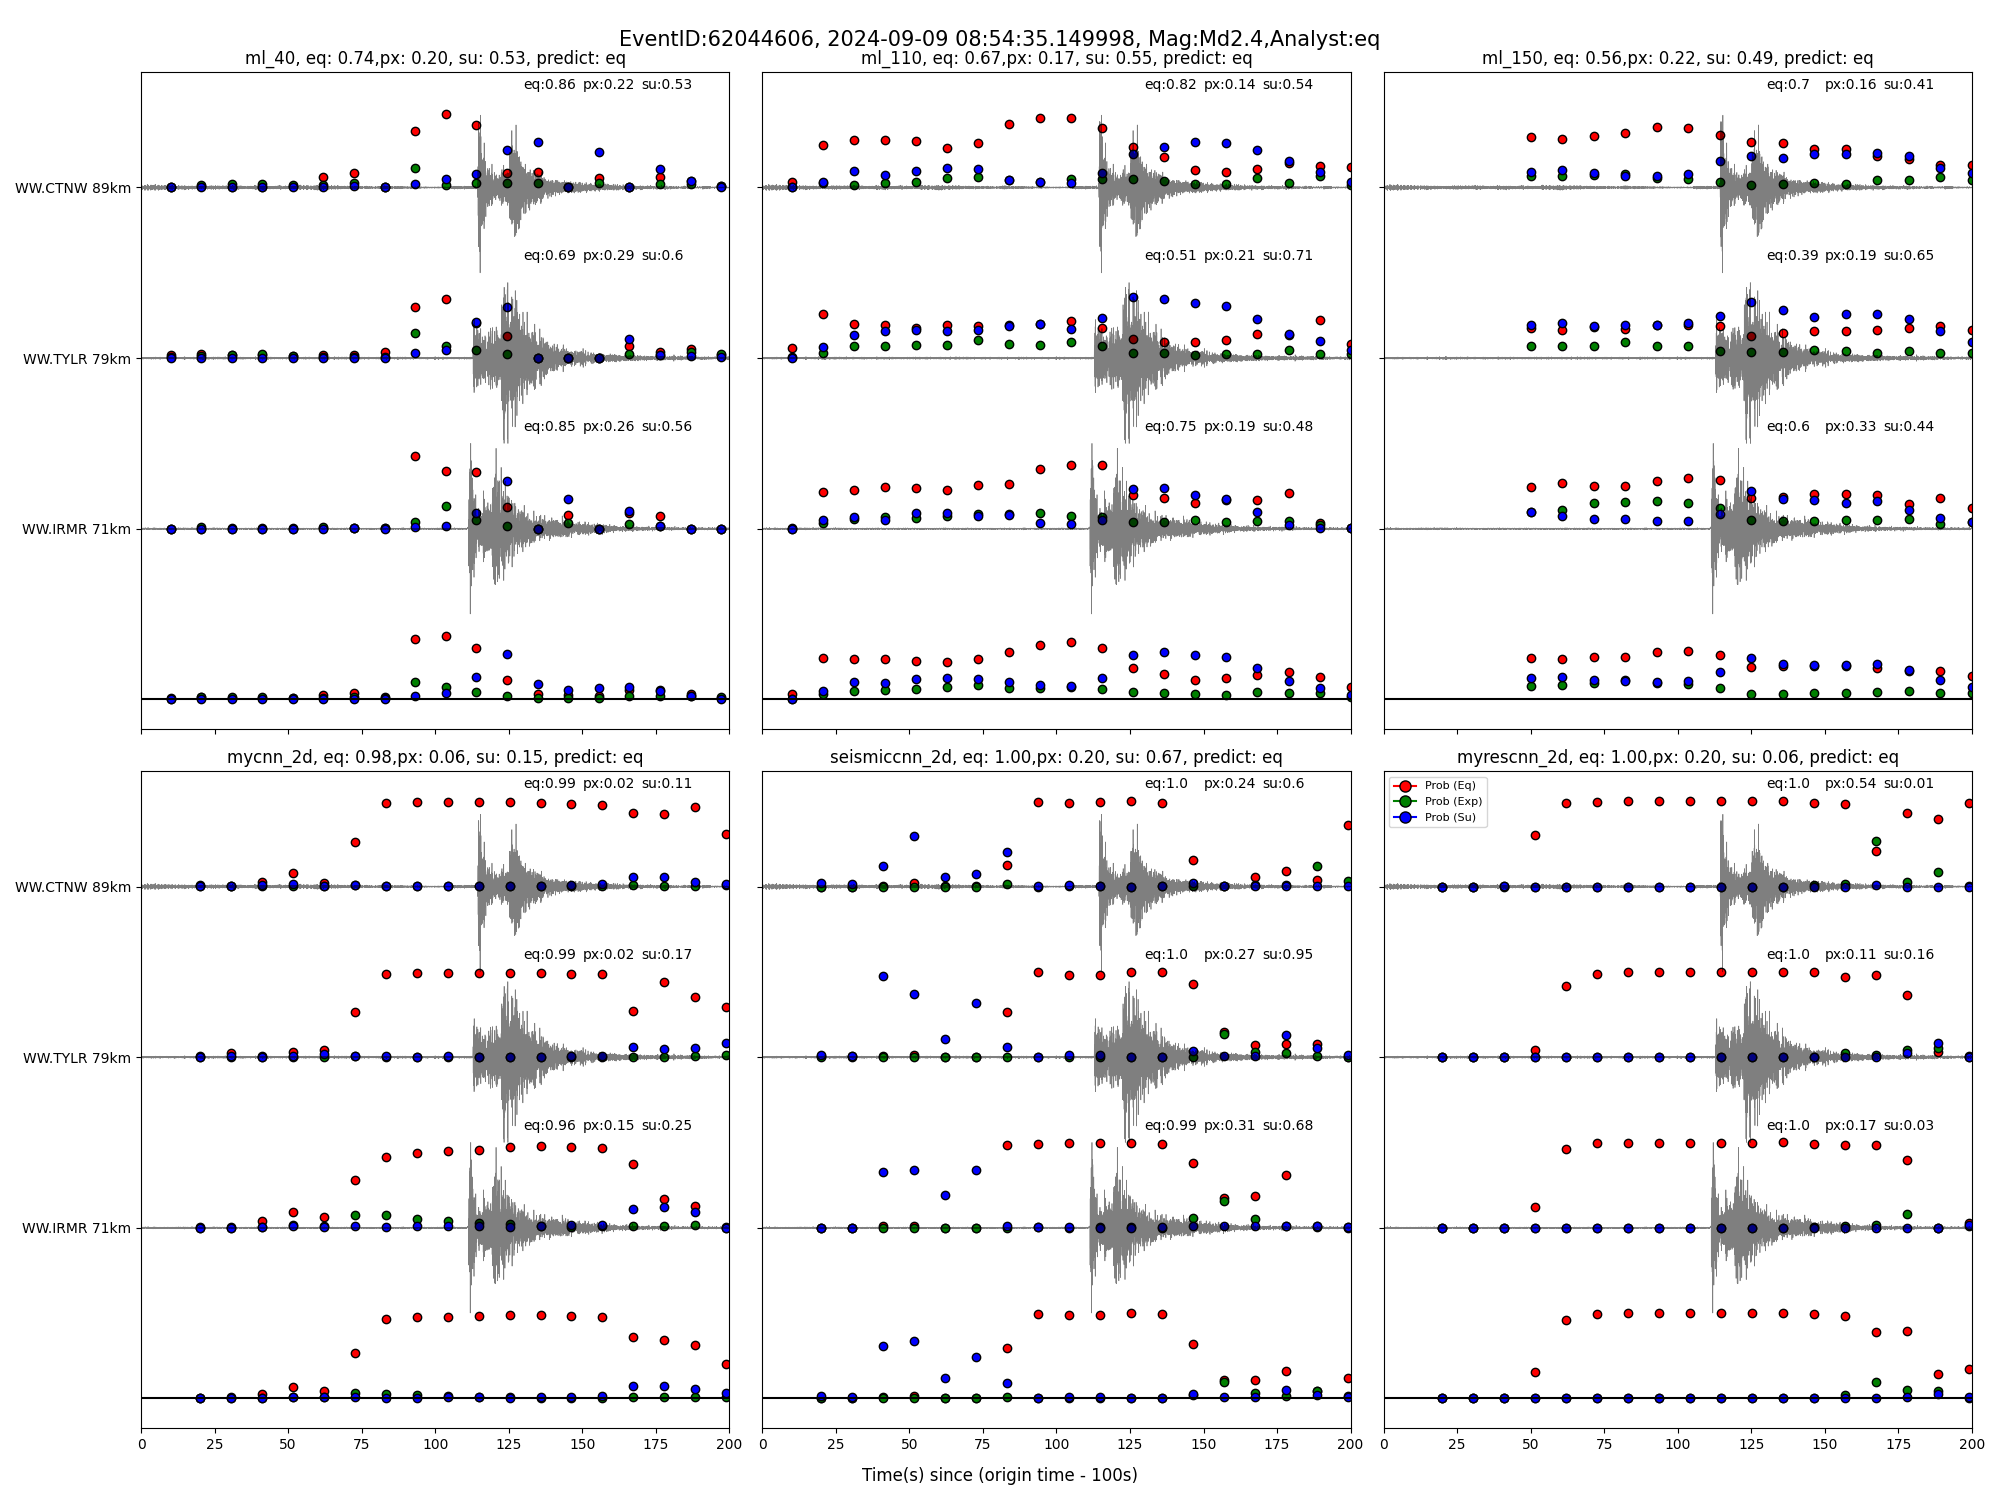 EventID:62044606, 2024-09-09 08:54:35.149998, Mag:Md2.4,Analyst:eq
ml_40, eq: 0.74,px: 0.20, su: 0.53, predict: eq
ml_110, eq: 0.67,px: 0.17, su: 0.55, predict: eq
ml_150, eq: 0.56,px: 0.22, su: 0.49, predict: eq
eq:0.86 px:0.22 su:0.53
eq:0.82 px:0.14 su:0.54
eq:0.7 px:0.16 su:0.41
WW.CTNW 89km
eq:0.69 px:0.29 su:0.6
eq:0.51 px:0.21 su:0.71
eq:0.39 px:0.19 su:0.65
WW.TYLR 79km
eq:0.85 px:0.26 su:0.56
eq:0.75 px:0.19 su:0.48
eq:0.6 px:0.33 su:0.44
WW.IRMR 71km
mycnn_2d, eq: 0.98,px: 0.06, su: 0.15, predict: eq
seismiccnn_2d, eq: 1.00,px: 0.20, su: 0.67, predict: eq
myrescnn_2d, eq: 1.00,px: 0.20, su: 0.06, predict: eq
eq:0.99 px:0.02 su:0.11
eq:1.0 px:0.24 su:0.6
eq:1.0 px:0.54 su:0.01
Prob (Eq)
Prob (Exp)
Prob (Su)
WW.CTNW 89km
eq:0.99 px:0.02 su:0.17
eq:1.0 px:0.27 su:0.95
eq:1.0 px:0.11 su:0.16
WW.TYLR 79km
eq:0.96 px:0.15 su:0.25
eq:0.99 px:0.31 su:0.68
eq:1.0 px:0.17 su:0.03
WW.IRMR 71km
0 25 50 75 100 125 150 175 200
0 25 50 75 100 125 150 175 200
0 25 50 75 100 125 150 175 200
Time(s) since (origin time - 100s)